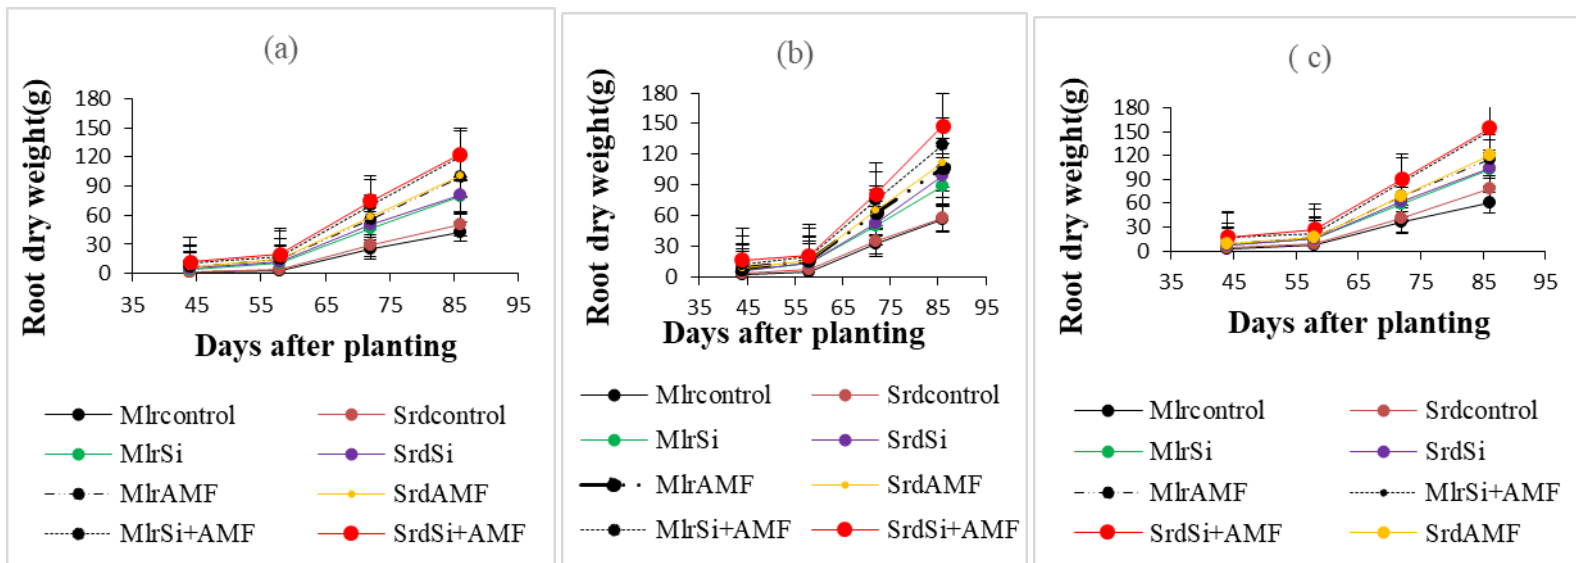 (a)
Root dry weight(g)
180
150
120
90
60
30
0
35 45 55 65 75 85 95
Days after planting
Mlrcontrol Srdcontrol
MlrSi SrdSi
MlrAMF SrdAMF
MlrSi+AMF SrdSi+AMF
(b)
Root dry weight(g)
180
150
120
90
60
30
0
35 45 55 65 75 85 95
Days after planting
Mlrcontrol Srdcontrol
MlrSi SrdSi
MlrAMF SrdAMF
MlrSi+AMF SrdSi+AMF
( c)
Root dry weight(g)
180
150
120
90
60
30
0
35 45 55 65 75 85 95
Days after planting
Mlrcontrol Srdcontrol
MlrSi SrdSi
MlrAMF MlrSi+AMF
SrdSi+AMF SrdAMF